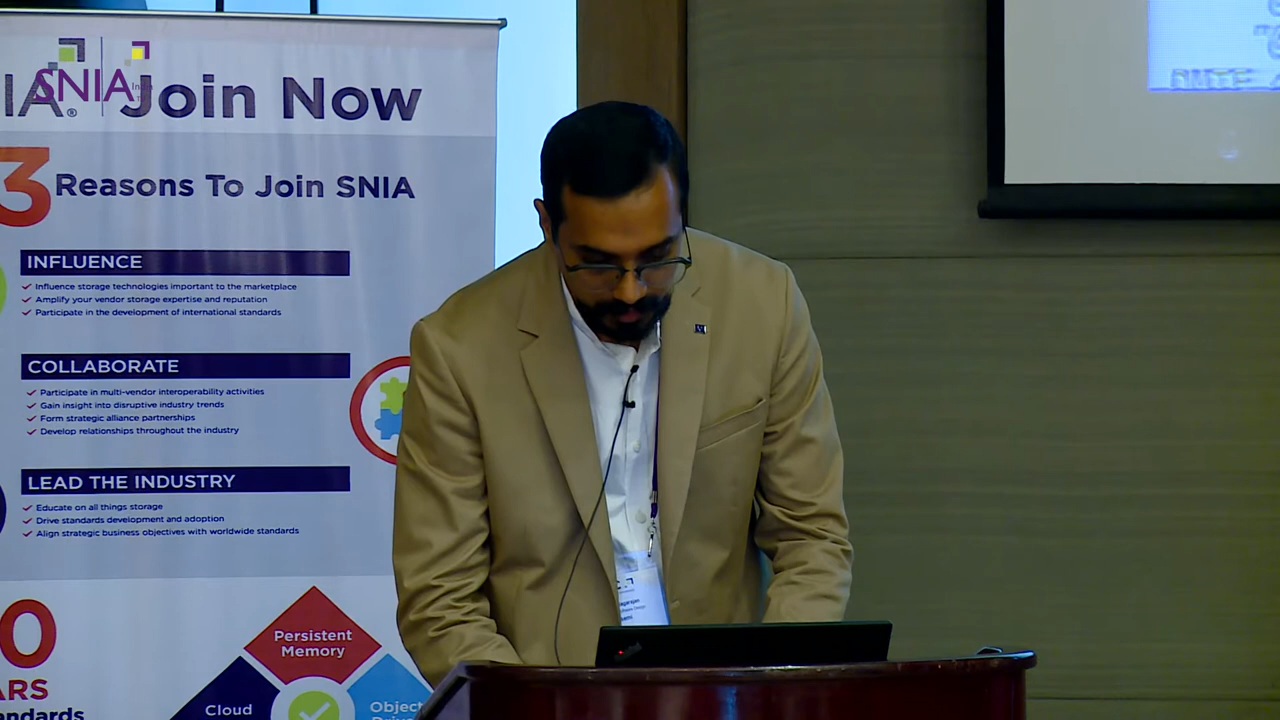 SNIA
Join Now
3 Reasons To Join SNIA
INFLUENCE
Influence storage technologies important to the marketplace
Amplify your vendor storage expertise and reputation
Participate in the development of international standards
COLLABORATE
Participate in multi-vendor interoperability activities
Gain insight into disruptive industry trends
Form strategic alliance partnerships
Develop relationships throughout the industry
LEAD THE INDUSTRY
Educate on all things storage
Drive standards development and adoption
Align strategic business objectives with worldwide standards
Persistent
Memory
Cloud
Object